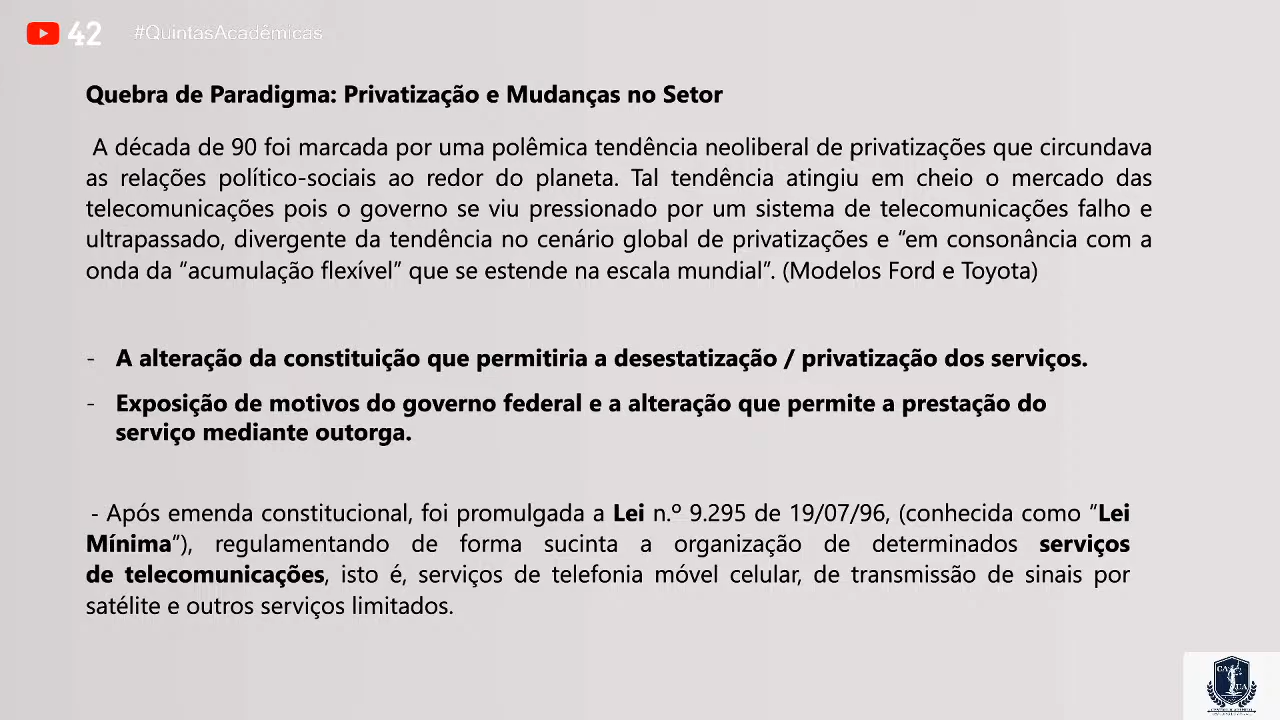 42 #QuintasAcadêmicas
Quebra de Paradigma: Privatização e Mudanças no Setor
A década de 90 foi marcada por uma polêmica tendência neoliberal de privatizações que circundava
as relações político-sociais ao redor do planeta. Tal tendência atingiu em cheio o mercado das
telecomunicações pois o governo se viu pressionado por um sistema de telecomunicações falho e
ultrapassado, divergente da tendência no cenário global de privatizações e “em consonância com a
onda da “acumulação flexível” que se estende na escala mundial”. (Modelos Ford e Toyota)
- A alteração da constituição que permitiria a desestatização / privatização dos serviços.
- Exposição de motivos do governo federal e a alteração que permite a prestação do
serviço mediante outorga.
- Após emenda constitucional, foi promulgada a Lei n.º 9.295 de 19/07/96, (conhecida como “Lei
Mínima”), regulamentando de forma sucinta a organização de determinados serviços
de telecomunicações, isto é, serviços de telefonia móvel celular, de transmissão de sinais por
satélite e outros serviços limitados.